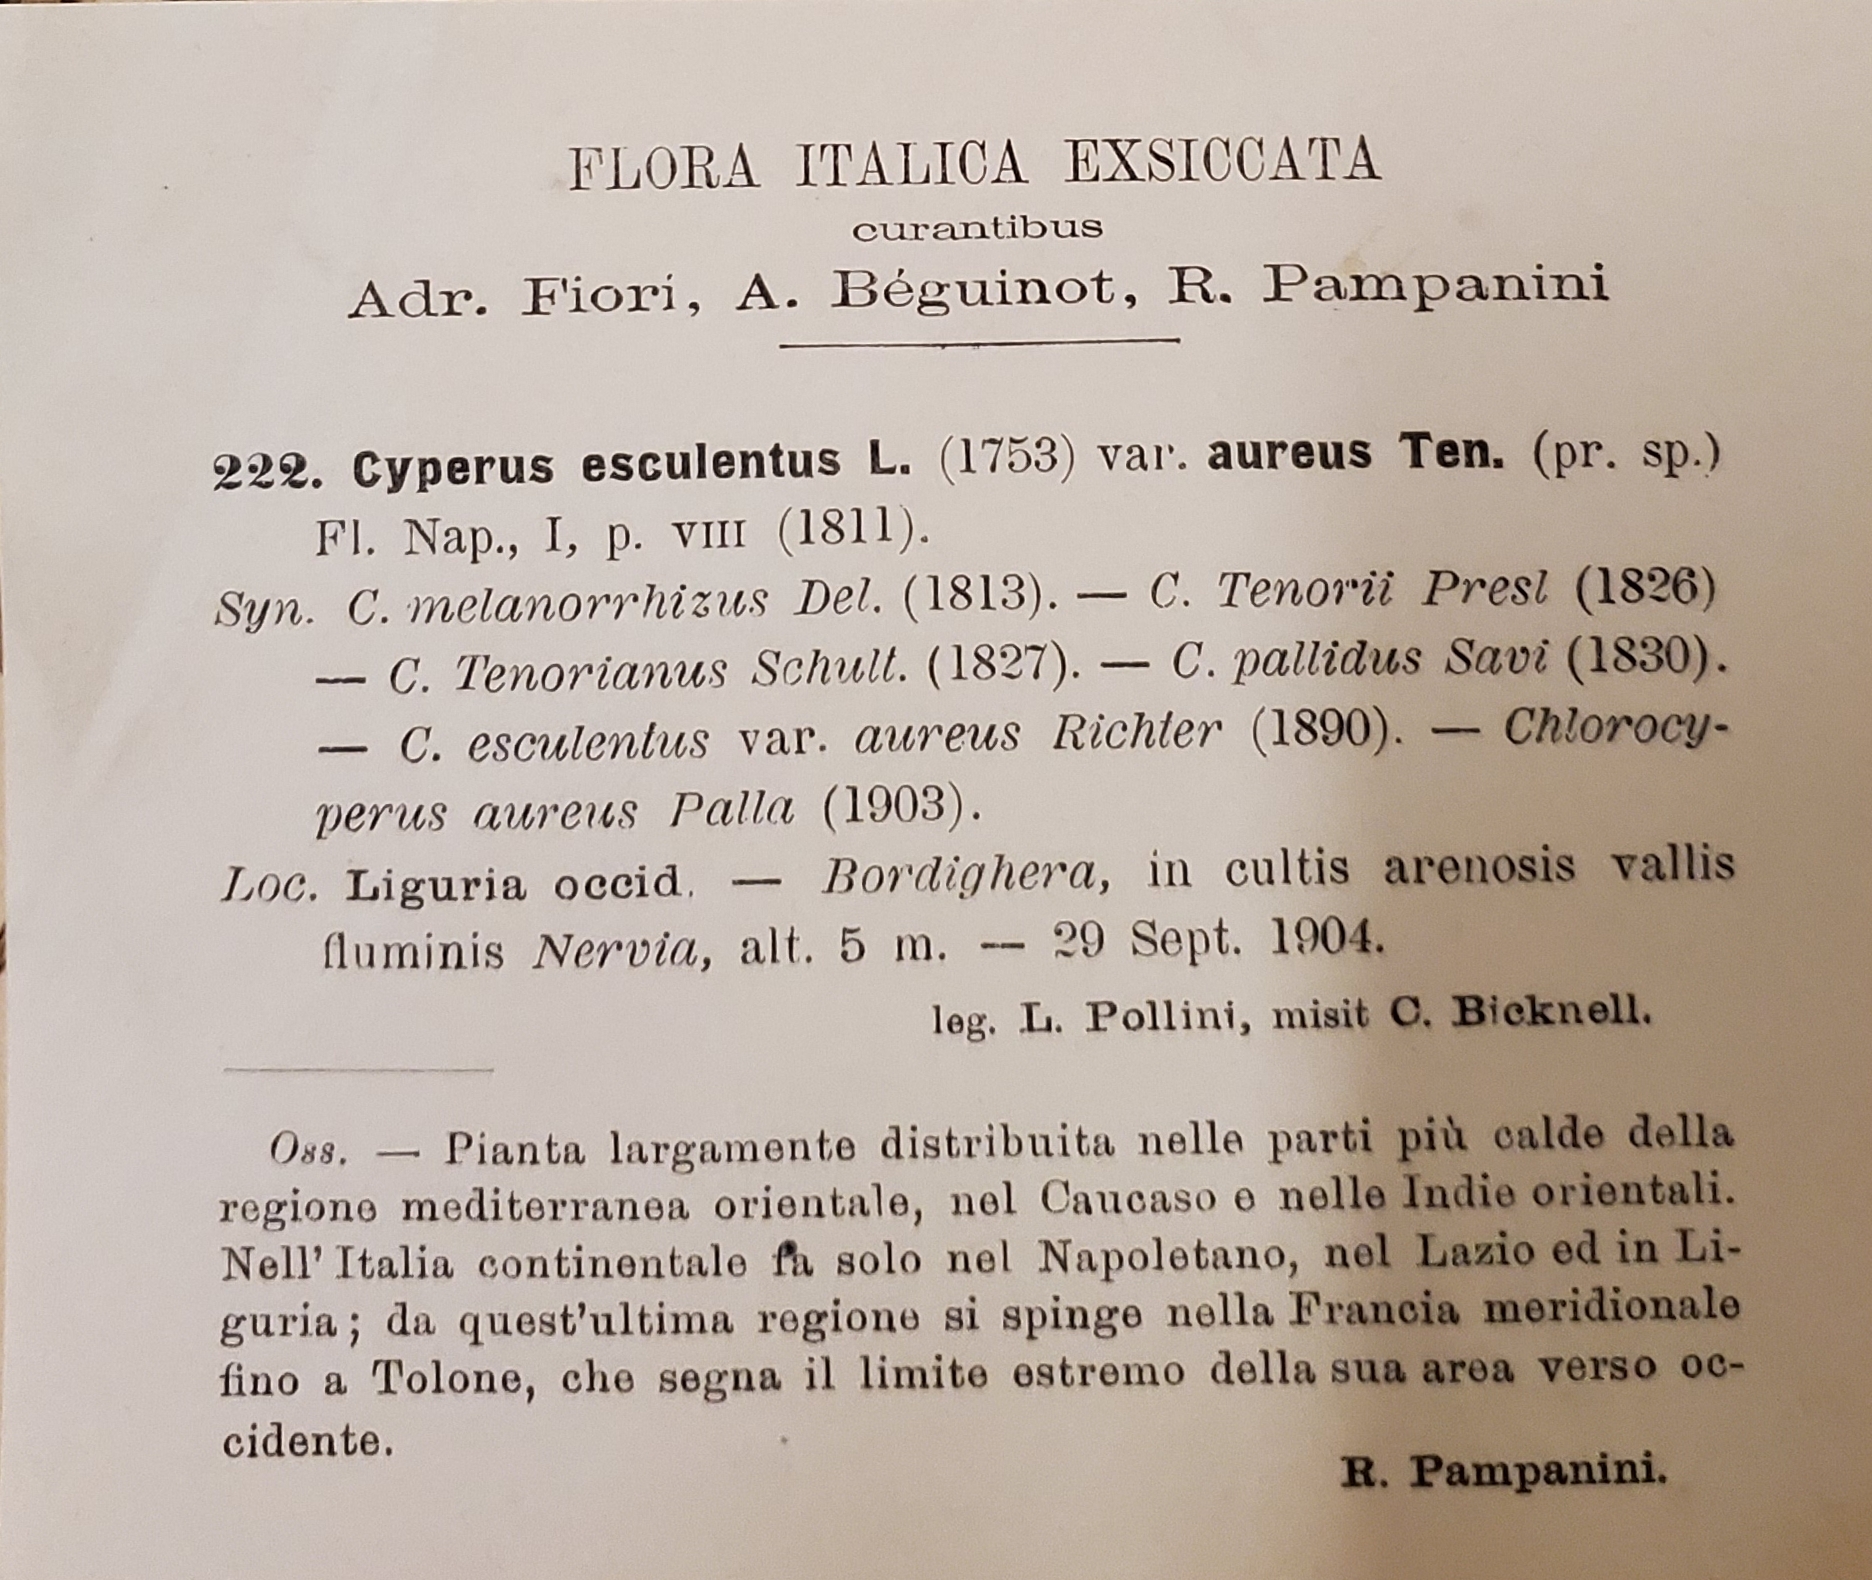 FLORA ITALICA EXSICCATA
curantibus
Adr. Fiori, A. Béguinot, R. Pampanini
222. Cyperus esculentus L. (1753) var. aureus Ten. (pr. sp.)
Fl. Nap., I, p. VIII (1811).
Syn. C. melanorrhizus Del. (1813). — C. Tenorii Presl (1826)
— C. Tenorianus Schult. (1827). — C. pallidus Savi (1830).
— C. esculentus var. aureus Richter (1890). — Chlorocy-
perus aureus Palla (1903).
Loc. Liguria occid. — Bordighera, in cultis arenosis vallis
fluminis Nervia, alt. 5 m. — 29 Sept. 1904.
leg. L. Pollini, misit C. Bicknell.
Oss. — Pianta largamente distribuita nelle parti più calde della
regione mediterranea orientale, nel Caucaso e nelle Indie orientali.
Nell' Italia continentale fa solo nel Napoletano, nel Lazio ed in Li-
guria; da quest'ultima regione si spinge nella Francia meridionale
fino a Tolone, che segna il limite estremo della sua area verso oc-
cidente.
R. Pampanini.